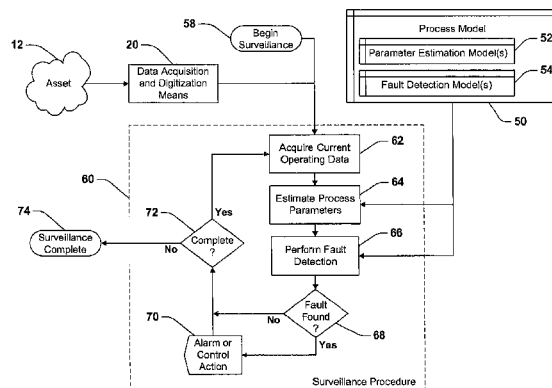 58
Begin
Surveillance
12
Asset
20
Data Acquisition
and Digitization
Means
Process Model
52
Parameter Estimation Model(s)
54
Fault Detection Model(s)
50
Acquire Current
Operating Data
62
60
Estimate Process
Parameters
64
74
Surveillance
Complete
72
Yes
Complete
?
No
Perform Fault
Detection
66
Fault
Found
?
No
Yes
68
70
Alarm or
Control
Action
Surveillance Procedure